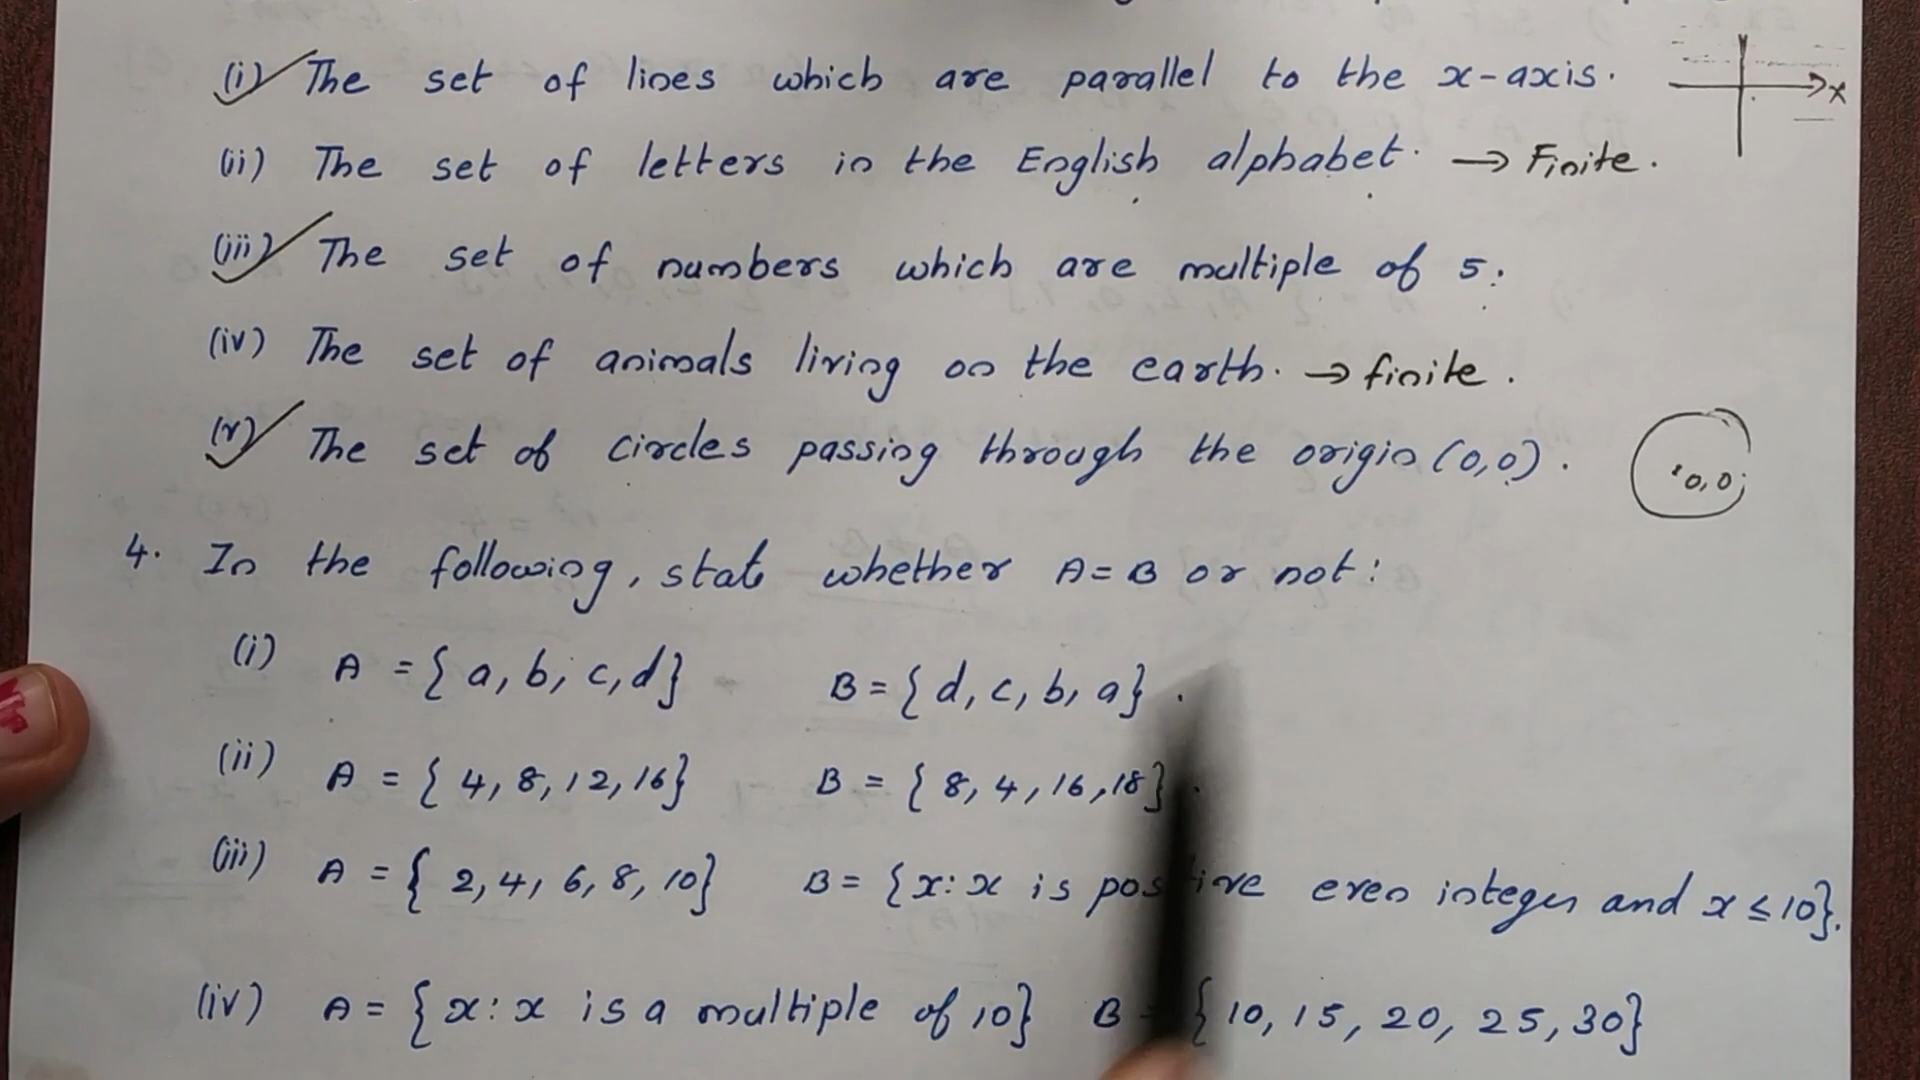 (i) The set of lines which are parallel to the x-axis. x
(ii) The set of letters in the English alphabet. → Finite.
(iii) The set of numbers which are multiple of 5.
(iv) The set of animals living on the earth. → finite.
(v) The set of circles passing through the origin (0,0). 0,0
4. In the following, state whether A = B or not:
(i) A = {a, b, c, d} B = {d, c, b, a}.
(ii) A = {4, 8, 12, 16} B = {8, 4, 16, 18}.
(iii) A = {2, 4, 6, 8, 10} B = {x: x is positive even integer and x ≤ 10}.
(iv) A = {x: x is a multiple of 10} B = {10, 15, 20, 25, 30}